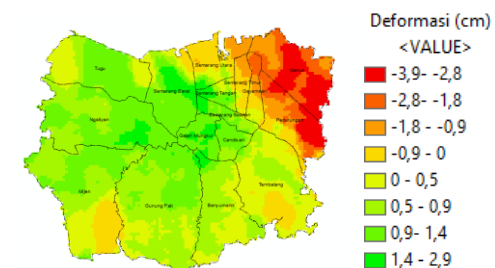 Deformasi (cm)
<VALUE>
-3,9- -2,8
-2,8- -1,8
-1,8 - -0,9
-0,9 - 0
0 - 0,5
0,5 - 0,9
0,9- 1,4
1,4 - 2,9
Tugu
Semarang Utara
Semarang Timur
Semarang Barat
Semarang Tengah
Gayamsari
Ngaliyan
Semarang Selatan
Pedurungan
Gajah Mungkur
Candisari
Mijen
Gunung Pati
Banyumanik
Tembalang